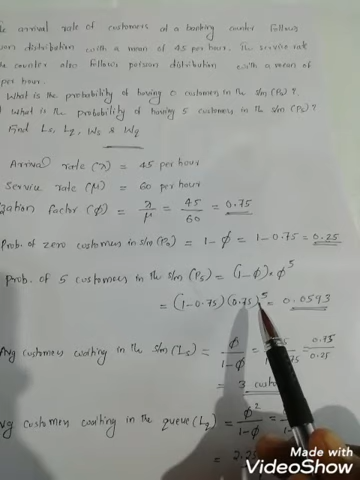 arrival rate of customers at a banking counter follows
distribution with a mean of 45 per hour. The service rate
counter also follows poisson distribution with a mean of
per hour.
What is the probability of having 0 customer in the s/m (P₀)?
what is the probability of having 5 customers in the s/m (P₅)?
Find Ls, Lq, Ws & Wq
Arrival rate (λ) = 45 per hour
Service rate (μ) = 60 per hour
zation factor (φ) = λ/μ = 45/60 = 0.75
Prob. of zero customers in s/m (P₀) = 1-φ = 1-0.75 = 0.25
prob. of 5 customers in the s/m (P₅) = (1-φ) * φ⁵
= (1-0.75)(0.75)⁵ = 0.0593
Avg customers waiting in the s/m (Ls) = φ/(1-φ) = 0.75/0.25
= 3
vg customers waiting in the queue (Lq) = φ²/(1-φ) =
= 2.25
Made with
VideoShow